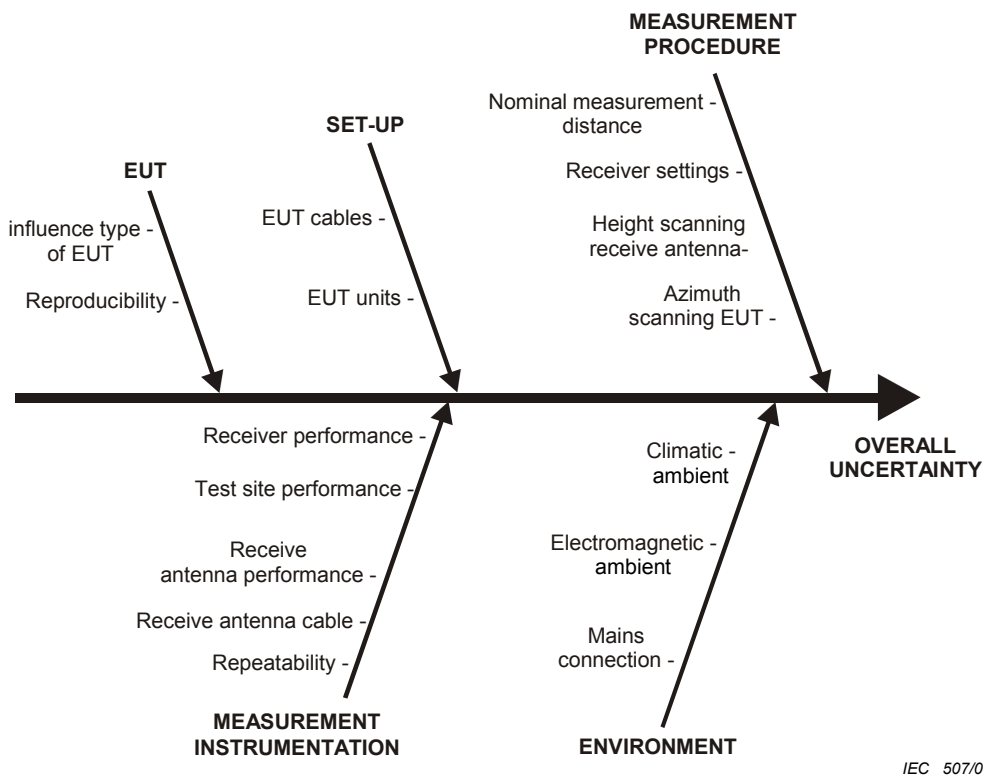 MEASUREMENT
PROCEDURE
Nominal measurement -
distance
Receiver settings -
Height scanning
receive antenna-
Azimuth
scanning EUT -
SET-UP
EUT cables -
EUT units -
EUT
influence type -
of EUT
Reproducibility -
OVERALL
UNCERTAINTY
Receiver performance -
Test site performance -
Receive
antenna performance -
Receive antenna cable -
Repeatability -
MEASUREMENT
INSTRUMENTATION
Climatic -
ambient
Electromagnetic -
ambient
Mains
connection -
ENVIRONMENT
IEC 507/0